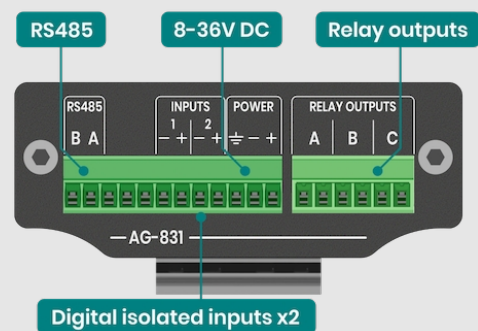 RS485
8-36V DC
Relay outputs
RS485
B A
INPUTS
1 2
- + - +
POWER
⏚ - +
RELAY OUTPUTS
A B C
AG-831
Digital isolated inputs x2